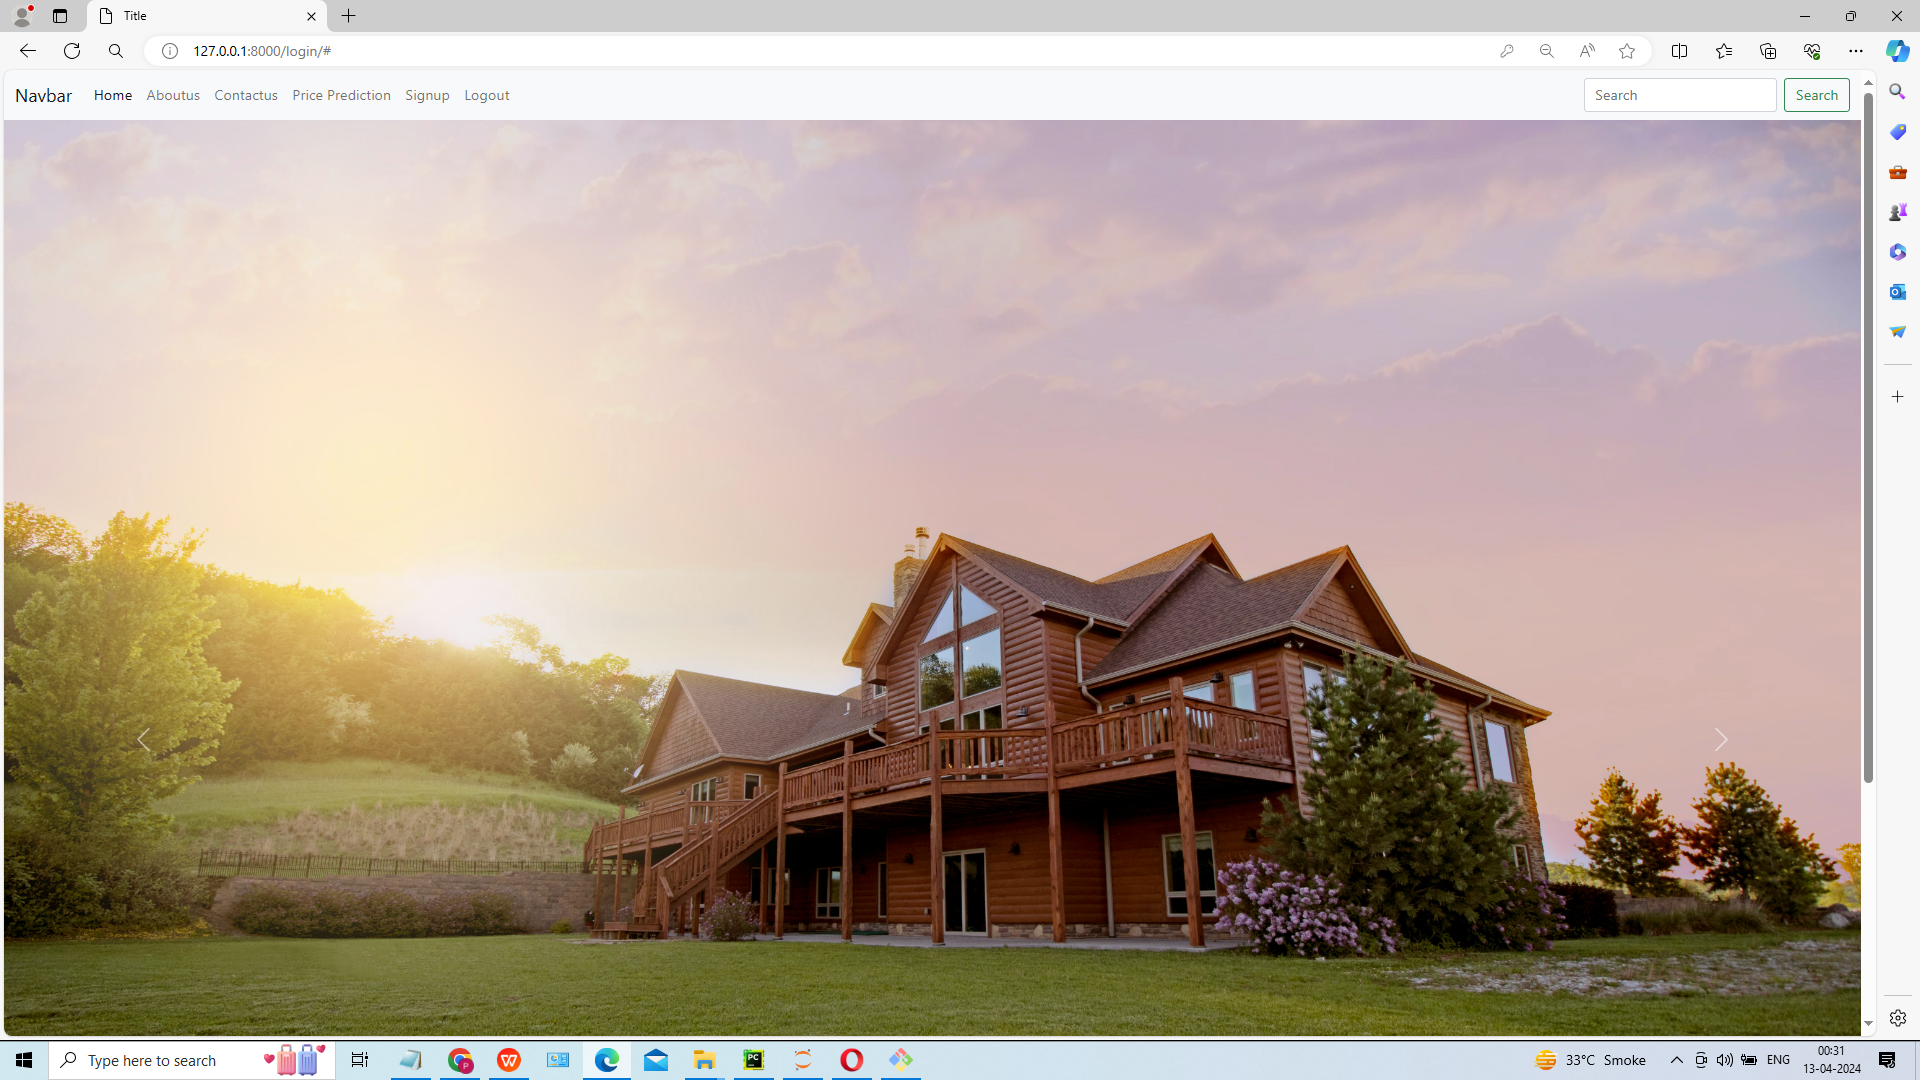 Title
127.0.0.1:8000/login/#
Navbar Home Aboutus Contactus Price Prediction Signup Logout Search Search
Type here to search 33°C Smoke ENG 00:31
13-04-2024